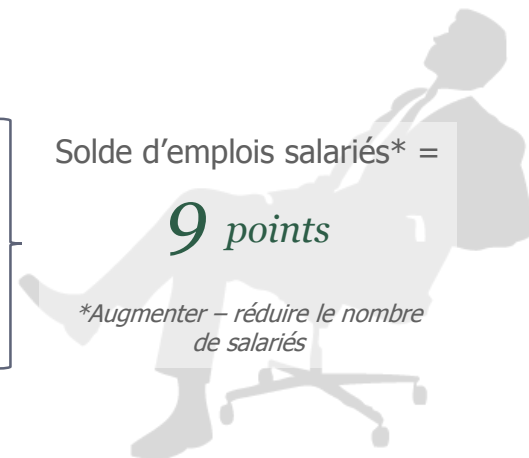 Solde d’emplois salariés* =
9 points
*Augmenter – réduire le nombre
de salariés